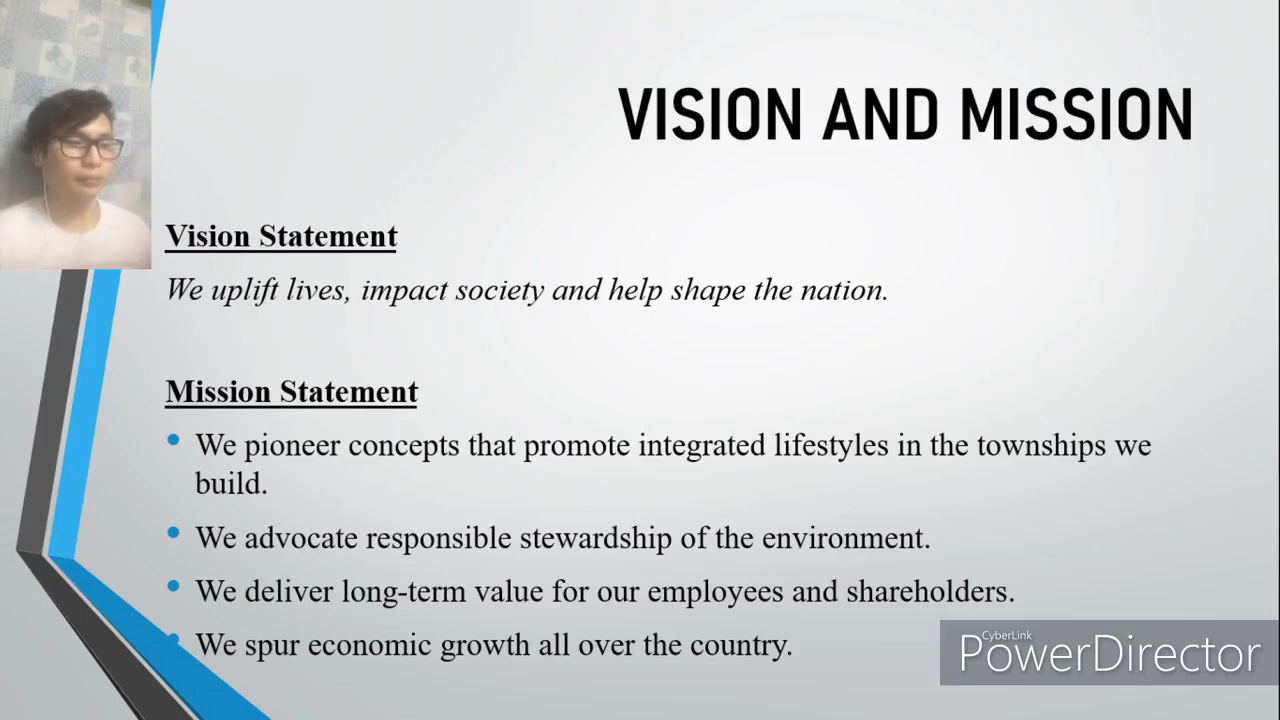 VISION AND MISSION
Vision Statement
We uplift lives, impact society and help shape the nation.
Mission Statement
• We pioneer concepts that promote integrated lifestyles in the townships we
build.
• We advocate responsible stewardship of the environment.
• We deliver long-term value for our employees and shareholders.
• We spur economic growth all over the country.
CyberLink
PowerDirector